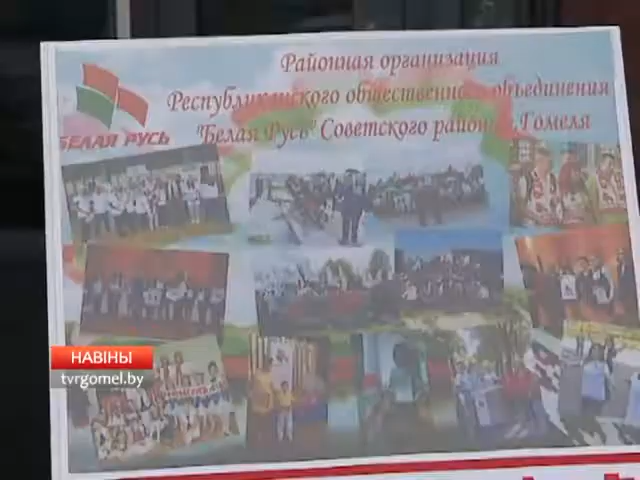 Районная организация
Республиканского общественного объединения
"Белая Русь" Советского района г. Гомеля
БЕЛАЯ РУСЬ
НАВІНЫ
tvrgomel.by